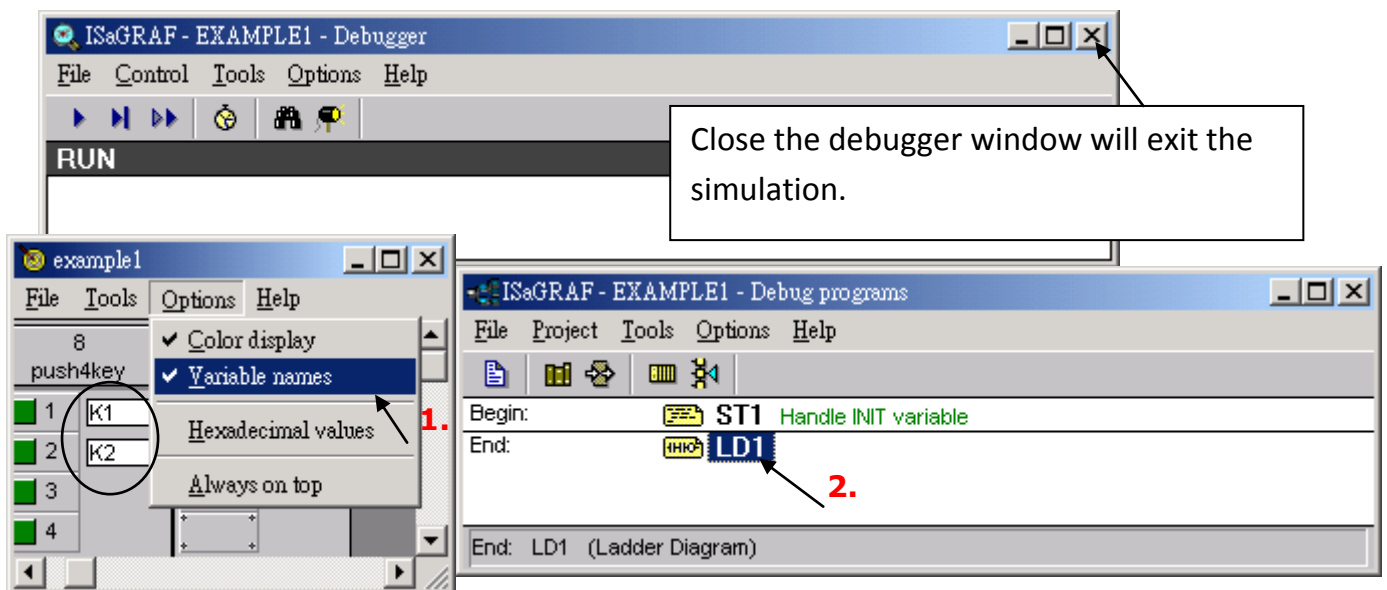 ISaGRAF - EXAMPLE1 - Debugger
File Control Tools Options Help
RUN
Close the debugger window will exit the
simulation.
example1
File Tools Options Help
8
push4key
Color display
Variable names
Hexadecimal values
Always on top
1 K1
2 K2
3
4
1.
ISaGRAF - EXAMPLE1 - Debug programs
File Project Tools Options Help
Begin: ST1 Handle INIT variable
End: LD1
2.
End: LD1 (Ladder Diagram)